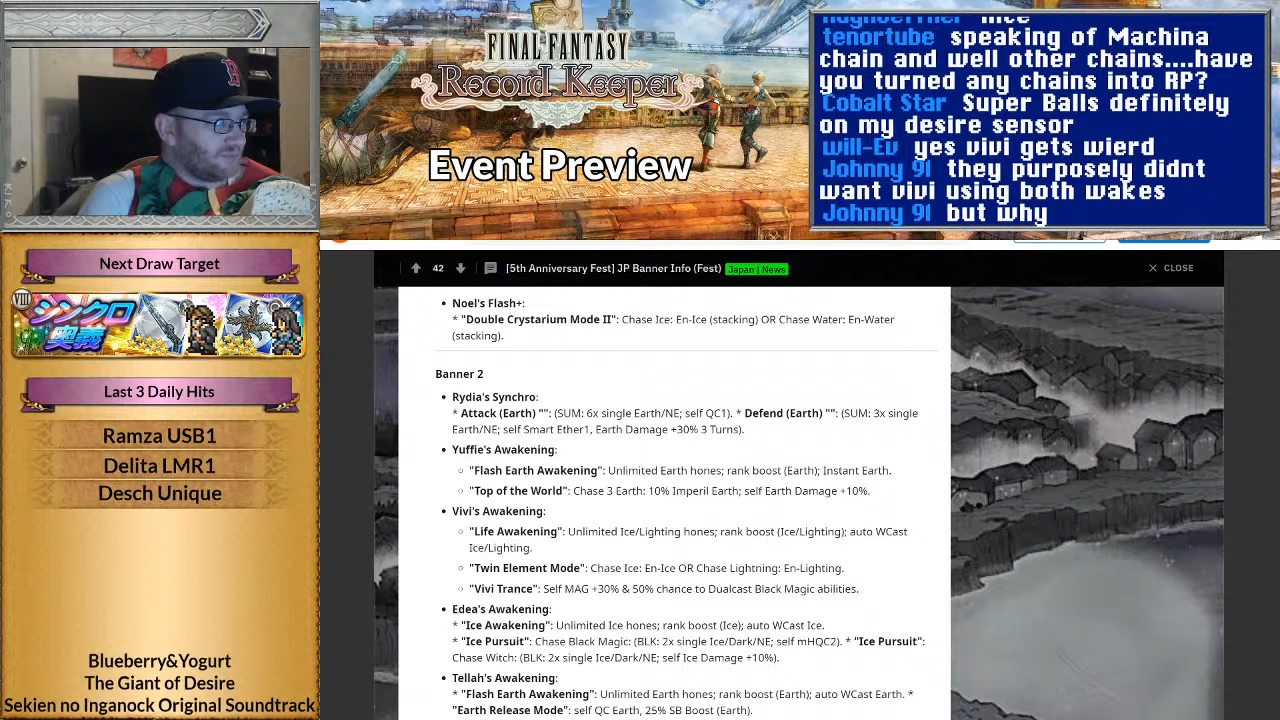 FINAL FANTASY
Record Keeper
Event Preview
tenortube speaking of Machina
chain and well other chains....have
you turned any chains into RP?
Cobalt Star Super Balls definitely
on my desire sensor
will-Ev yes vivi gets wierd
Johnny 91 they purposely didnt
want vivi using both wakes
Johnny 91 but why
Next Draw Target
VIII
シンクロ
奥義
Last 3 Daily Hits
Ramza USB1
Delita LMR1
Desch Unique
Blueberry&Yogurt
The Giant of Desire
Sekien no Inganock Original Soundtrack
42 [5th Anniversary Fest] JP Banner Info (Fest) Japan | News CLOSE
• Noel's Flash+:
* "Double Crystarium Mode II": Chase Ice: En-Ice (stacking) OR Chase Water: En-Water
(stacking).
Banner 2
• Rydia's Synchro:
* Attack (Earth) "": (SUM: 6x single Earth/NE; self QC1). * Defend (Earth) "": (SUM: 3x single
Earth/NE; self Smart Ether1, Earth Damage +30% 3 Turns).
• Yuffie's Awakening:
○ "Flash Earth Awakening": Unlimited Earth hones; rank boost (Earth); Instant Earth.
○ "Top of the World": Chase 3 Earth: 10% Imperil Earth; self Earth Damage +10%.
• Vivi's Awakening:
○ "Life Awakening": Unlimited Ice/Lighting hones; rank boost (Ice/Lighting); auto WCast
Ice/Lighting.
○ "Twin Element Mode": Chase Ice: En-Ice OR Chase Lightning: En-Lighting.
○ "Vivi Trance": Self MAG +30% & 50% chance to Dualcast Black Magic abilities.
• Edea's Awakening:
* "Ice Awakening": Unlimited Ice hones; rank boost (Ice); auto WCast Ice.
* "Ice Pursuit": Chase Black Magic: (BLK: 2x single Ice/Dark/NE; self mHQC2). * "Ice Pursuit":
Chase Witch: (BLK: 2x single Ice/Dark/NE; self Ice Damage +10%).
• Tellah's Awakening:
* "Flash Earth Awakening": Unlimited Earth hones; rank boost (Earth); auto WCast Earth. *
"Earth Release Mode": self QC Earth, 25% SB Boost (Earth).